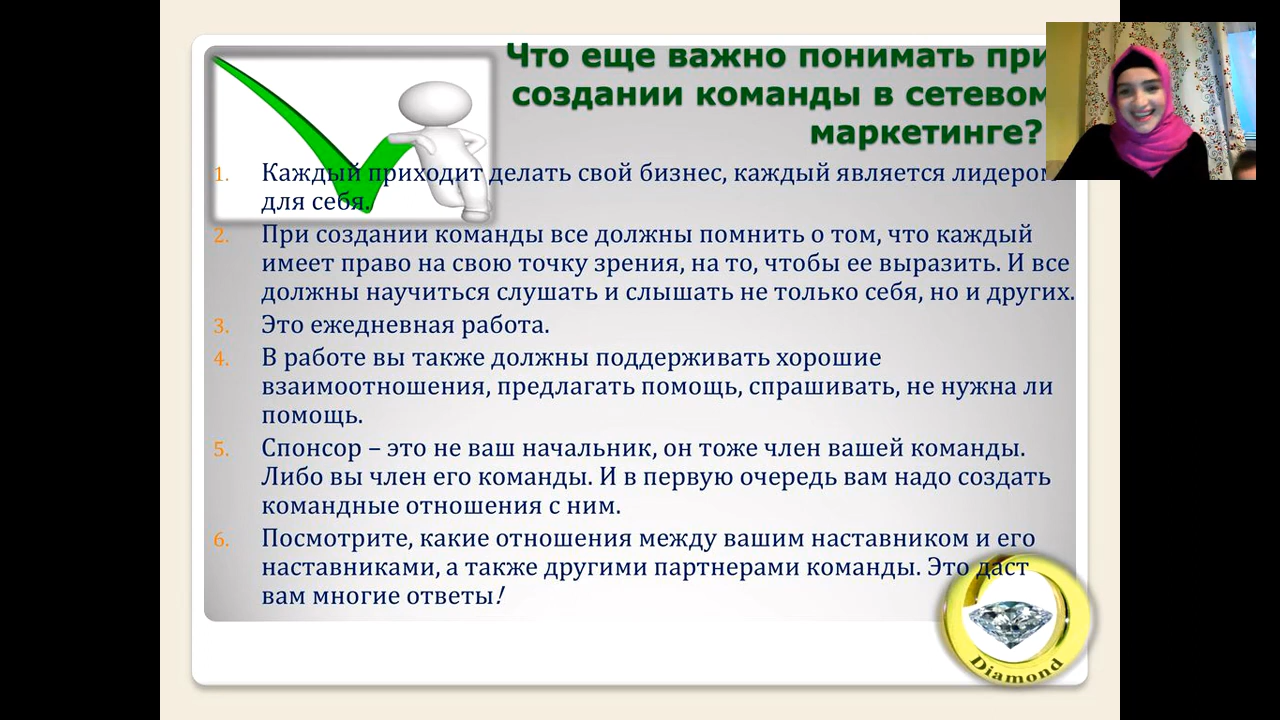 Что еще важно понимать при
создании команды в сетевом
маркетинге?
1. Каждый приходит делать свой бизнес, каждый является лидером
для себя.
2. При создании команды все должны помнить о том, что каждый
имеет право на свою точку зрения, на то, чтобы ее выразить. И все
должны научиться слушать и слышать не только себя, но и других.
3. Это ежедневная работа.
4. В работе вы также должны поддерживать хорошие
взаимоотношения, предлагать помощь, спрашивать, не нужна ли
помощь.
5. Спонсор – это не ваш начальник, он тоже член вашей команды.
Либо вы член его команды. И в первую очередь вам надо создать
командные отношения с ним.
6. Посмотрите, какие отношения между вашим наставником и его
наставниками, а также другими партнерами команды. Это даст
вам многие ответы!
Diamond